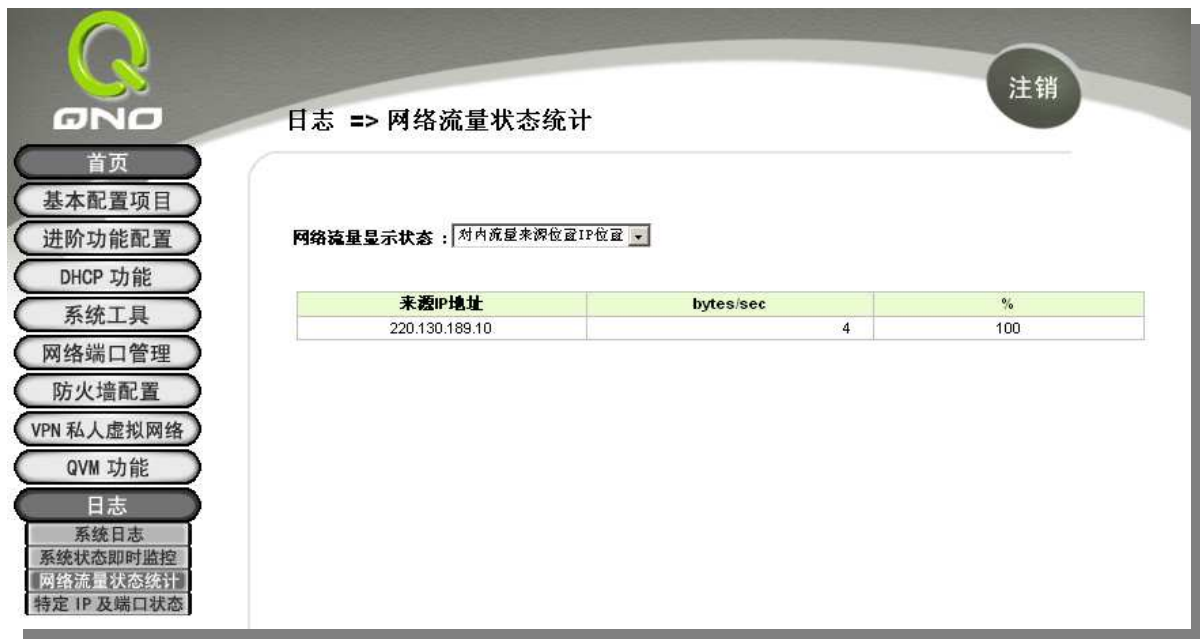 QNO
注销
日志 => 网络流量状态统计
首页
基本配置项目
进阶功能配置
DHCP 功能
系统工具
网络端口管理
防火墙配置
VPN 私人虚拟网络
QVM 功能
日志
系统日志
系统状态即时监控
网络流量状态统计
特定 IP 及端口状态
网络流量显示状态 : 对内流量来源位置IP位置
来源IP地址 bytes/sec %
220.130.189.10 4 100